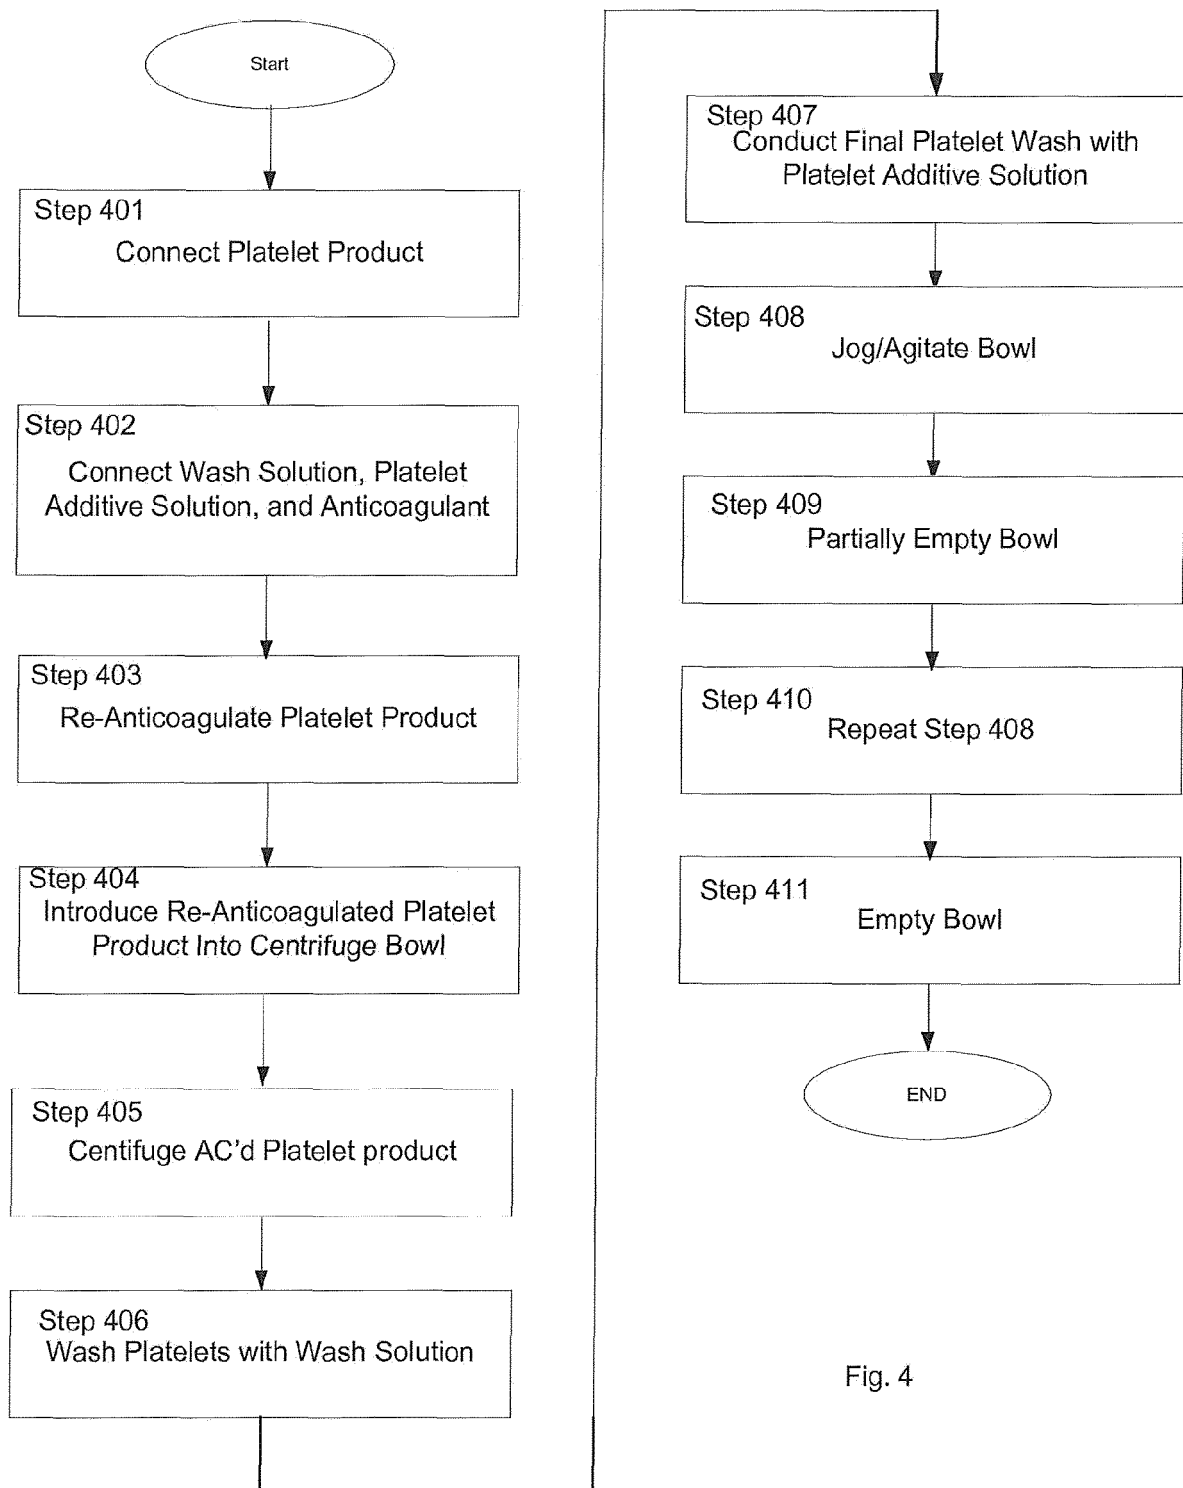 Start
Step 401
Connect Platelet Product
Step 402
Connect Wash Solution, Platelet
Additive Solution, and Anticoagulant
Step 403
Re-Anticoagulate Platelet Product
Step 404
Introduce Re-Anticoagulated Platelet
Product Into Centrifuge Bowl
Step 405
Centifuge AC'd Platelet product
Step 406
Wash Platelets with Wash Solution
Step 407
Conduct Final Platelet Wash with
Platelet Additive Solution
Step 408
Jog/Agitate Bowl
Step 409
Partially Empty Bowl
Step 410
Repeat Step 408
Step 411
Empty Bowl
END
Fig. 4